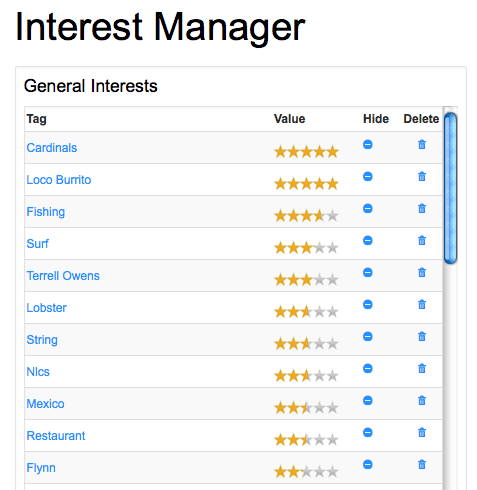 Interest Manager
General Interests
Tag Value Hide Delete
Cardinals
Loco Burrito
Fishing
Surf
Terrell Owens
Lobster
String
Nlcs
Mexico
Restaurant
Flynn